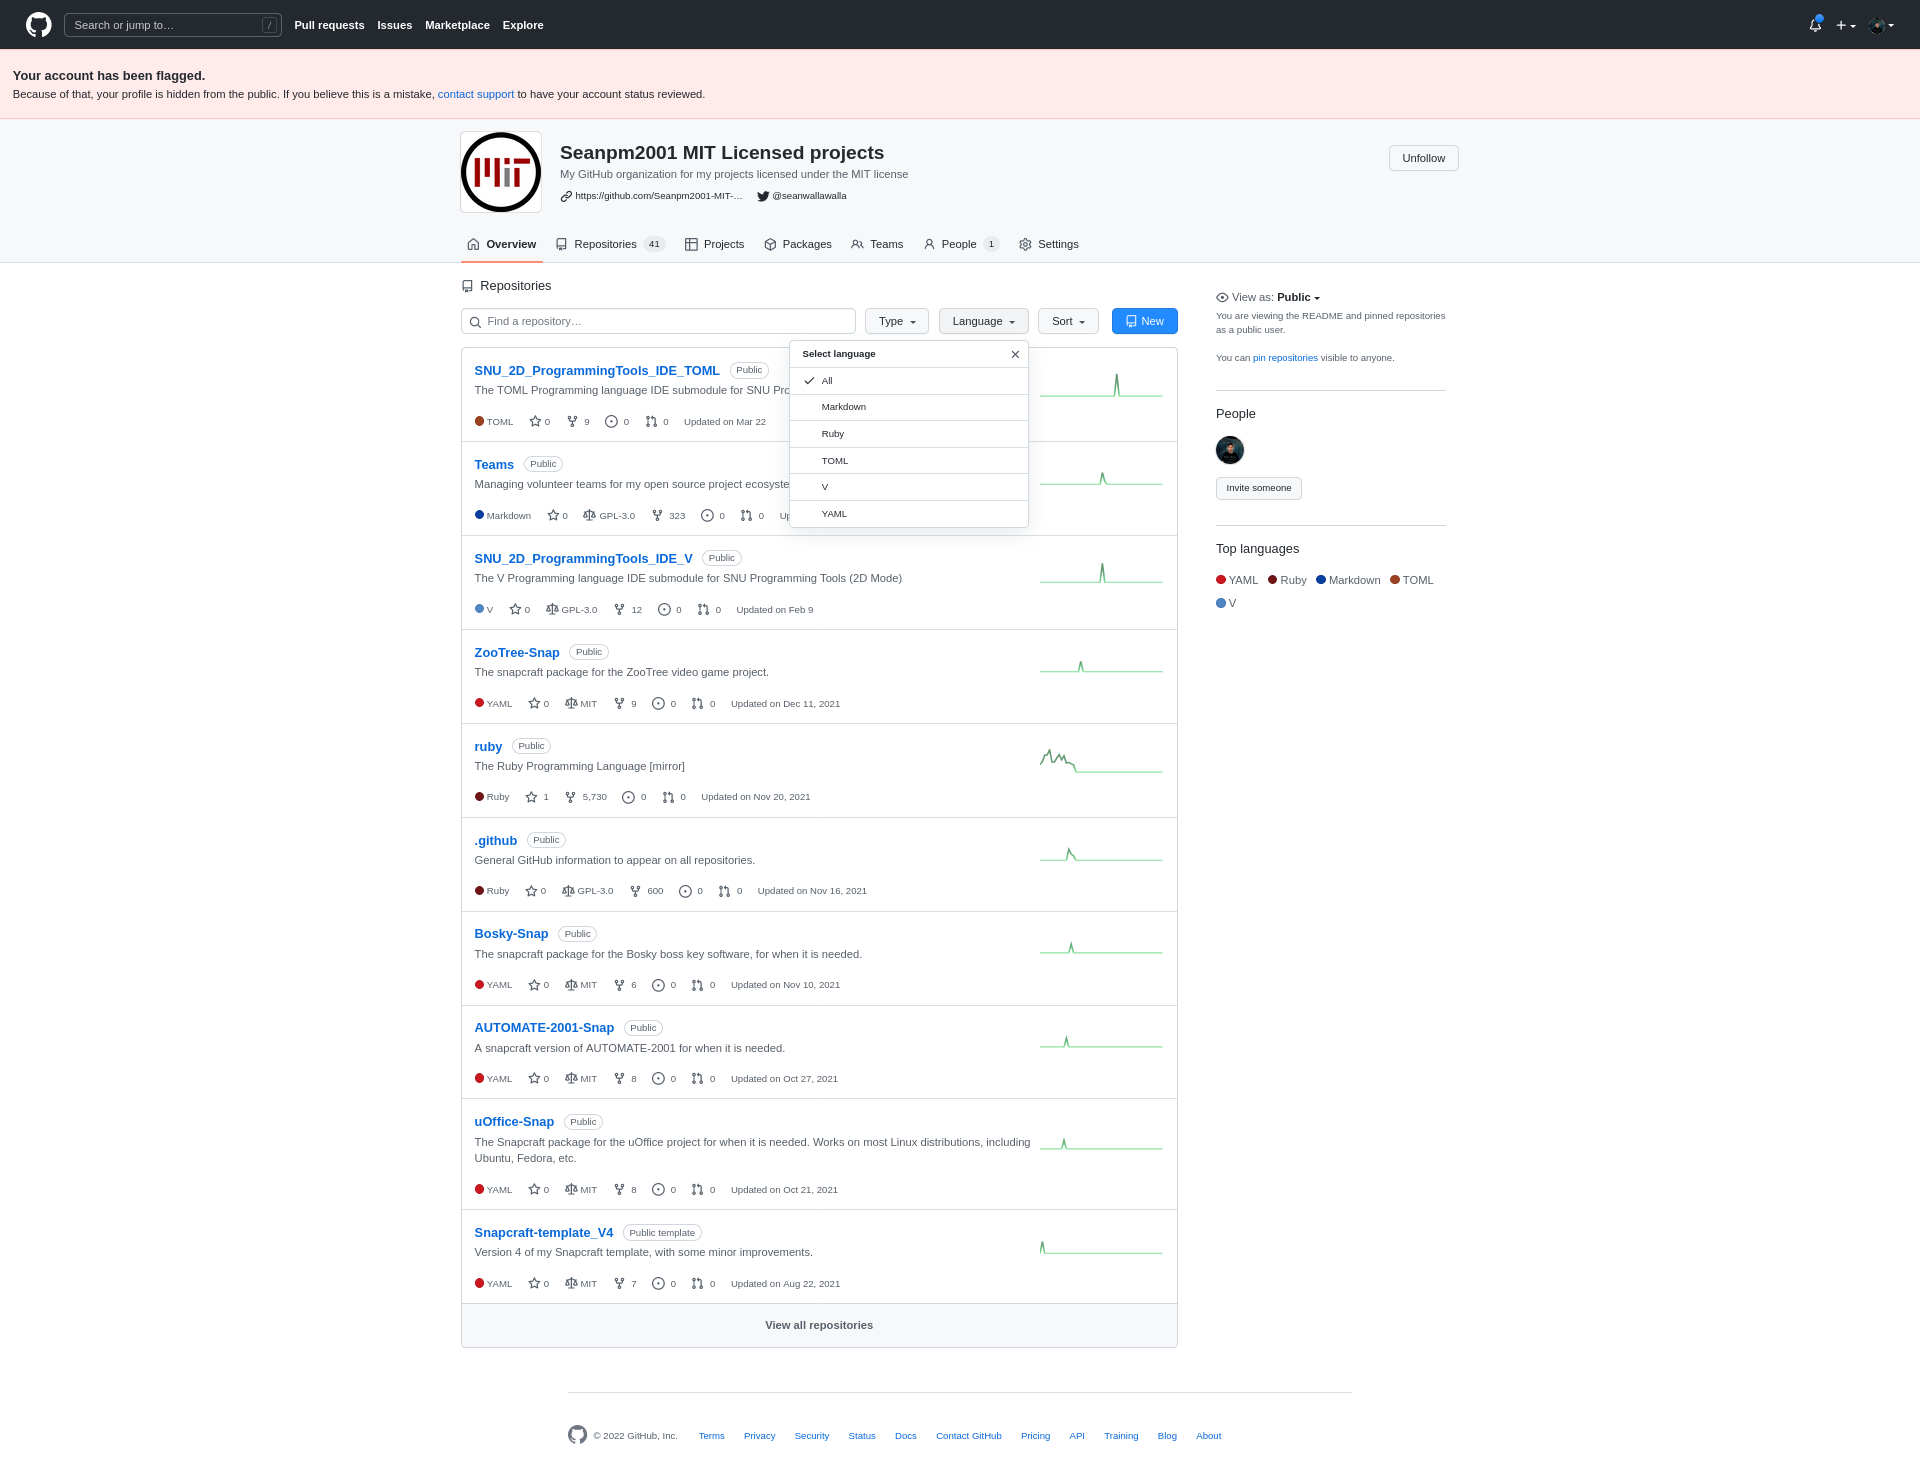 Search or jump to…
/
Pull requests
Issues
Marketplace
Explore
Your account has been flagged.
Because of that, your profile is hidden from the public. If you believe this is a mistake, contact support to have your account status reviewed.
MIT
Seanpm2001 MIT Licensed projects
My GitHub organization for my projects licensed under the MIT license
https://github.com/Seanpm2001-MIT-…
@seanwallawalla
Unfollow
Overview
Repositories 41
Projects
Packages
Teams
People 1
Settings
Repositories
Find a repository…
Type
Language
Sort
New
Select language
All
Markdown
Ruby
TOML
V
YAML
SNU_2D_ProgrammingTools_IDE_TOML Public
The TOML Programming language IDE submodule for SNU Pro
TOML 0 9 0 0 Updated on Mar 22
Teams Public
Managing volunteer teams for my open source project ecosyste
Markdown 0 GPL-3.0 323 0 0 Up
SNU_2D_ProgrammingTools_IDE_V Public
The V Programming language IDE submodule for SNU Programming Tools (2D Mode)
V 0 GPL-3.0 12 0 0 Updated on Feb 9
ZooTree-Snap Public
The snapcraft package for the ZooTree video game project.
YAML 0 MIT 9 0 0 Updated on Dec 11, 2021
ruby Public
The Ruby Programming Language [mirror]
Ruby 1 5,730 0 0 Updated on Nov 20, 2021
.github Public
General GitHub information to appear on all repositories.
Ruby 0 GPL-3.0 600 0 0 Updated on Nov 16, 2021
Bosky-Snap Public
The snapcraft package for the Bosky boss key software, for when it is needed.
YAML 0 MIT 6 0 0 Updated on Nov 10, 2021
AUTOMATE-2001-Snap Public
A snapcraft version of AUTOMATE-2001 for when it is needed.
YAML 0 MIT 8 0 0 Updated on Oct 27, 2021
uOffice-Snap Public
The Snapcraft package for the uOffice project for when it is needed. Works on most Linux distributions, including
Ubuntu, Fedora, etc.
YAML 0 MIT 8 0 0 Updated on Oct 21, 2021
Snapcraft-template_V4 Public template
Version 4 of my Snapcraft template, with some minor improvements.
YAML 0 MIT 7 0 0 Updated on Aug 22, 2021
View all repositories
View as: Public
You are viewing the README and pinned repositories
as a public user.
You can pin repositories visible to anyone.
People
Invite someone
Top languages
YAML Ruby Markdown TOML
V
© 2022 GitHub, Inc.
Terms
Privacy
Security
Status
Docs
Contact GitHub
Pricing
API
Training
Blog
About